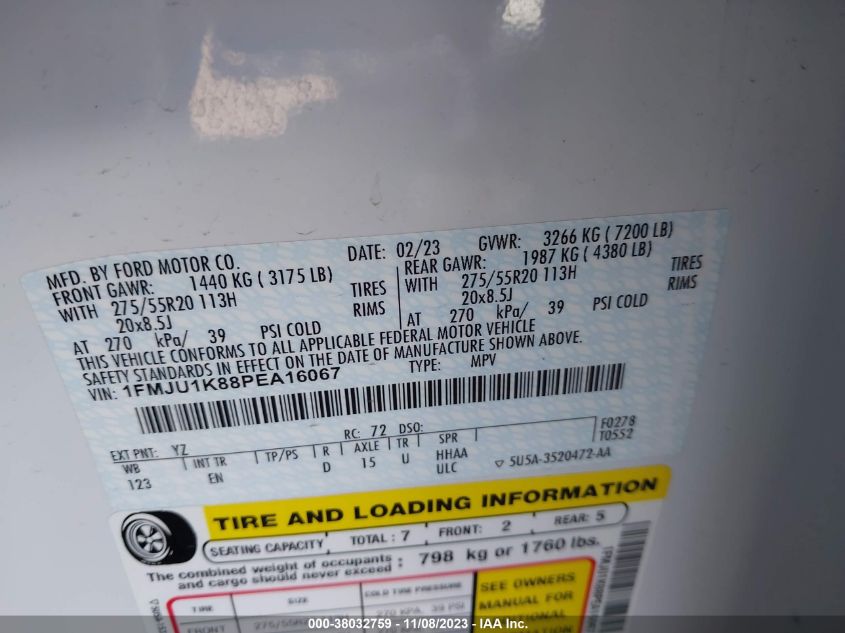 MFD. BY FORD MOTOR CO.
DATE: 02/23 GVWR: 3266 KG ( 7200 LB)
FRONT GAWR: 1440 KG ( 3175 LB) REAR GAWR: 1987 KG ( 4380 LB)
WITH 275/55R20 113H TIRES WITH 275/55R20 113H TIRES
20x8.5J RIMS 20x8.5J RIMS
AT 270 kPa/ 39 PSI COLD AT 270 kPa/ 39 PSI COLD
THIS VEHICLE CONFORMS TO ALL APPLICABLE FEDERAL MOTOR VEHICLE
SAFETY STANDARDS IN EFFECT ON THE DATE OF MANUFACTURE SHOWN ABOVE.
VIN: 1FMJU1K88PEA16067 TYPE: MPV
F0278
T0552
EXT PNT: YZ RC: 72 DSO:
WB INT TR TP/PS R AXLE TR SPR
123 EN D 15 U HHAA
ULC
5U5A-3520472-AA
TIRE AND LOADING INFORMATION
SEATING CAPACITY TOTAL: 7 FRONT: 2 REAR: 5
The combined weight of occupants and cargo should never exceed : 798 kg or 1760 lbs.
TIRE SIZE COLD TIRE PRESSURE
SEE OWNERS
MANUAL FOR
FRONT 270 KPA, 39 PSI
000-38032759 - 11/08/2023 - IAA Inc.